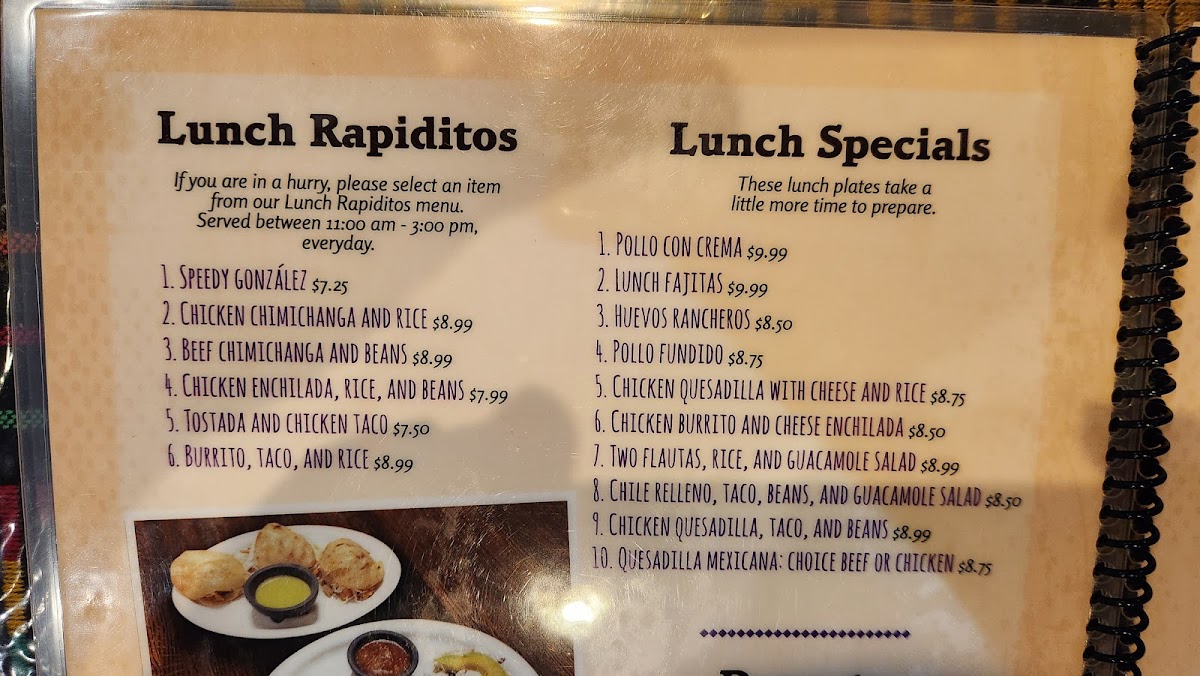 Lunch Rapiditos
If you are in a hurry, please select an item
from our Lunch Rapiditos menu.
Served between 11:00 am - 3:00 pm,
everyday.
1. Speedy González $7.25
2. Chicken chimichanga and rice $8.99
3. Beef chimichanga and beans $8.99
4. Chicken enchilada, rice, and beans $7.99
5. Tostada and chicken taco $7.50
6. Burrito, taco, and rice $8.99
Lunch Specials
These lunch plates take a
little more time to prepare.
1. Pollo con crema $9.99
2. Lunch fajitas $9.99
3. Huevos rancheros $8.50
4. Pollo fundido $8.75
5. Chicken quesadilla with cheese and rice $8.75
6. Chicken burrito and cheese enchilada $8.50
7. Two flautas, rice, and guacamole salad $8.99
8. Chile relleno, taco, beans, and guacamole salad $8.50
9. Chicken quesadilla, taco, and beans $8.99
10. Quesadilla mexicana: choice beef or chicken $8.75